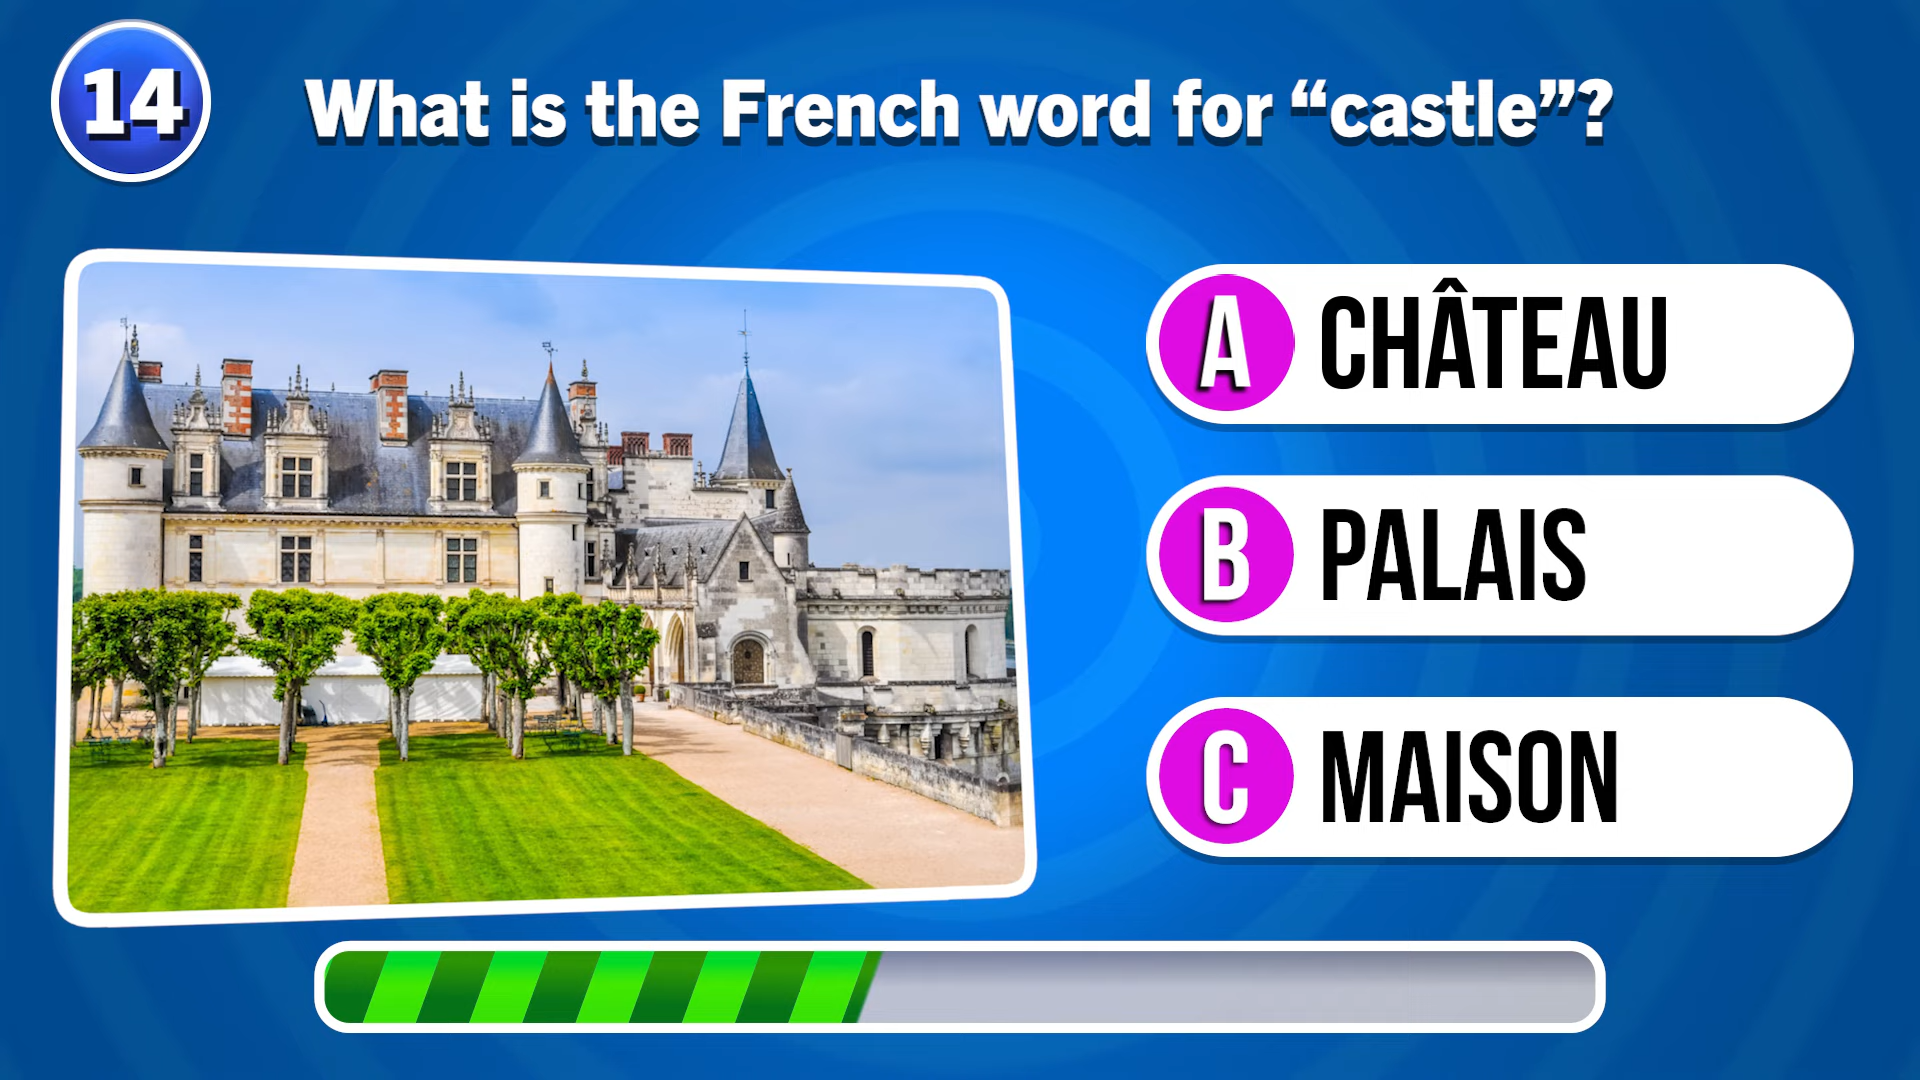 14
What is the French word for “castle”?
A CHÂTEAU
B PALAIS
C MAISON